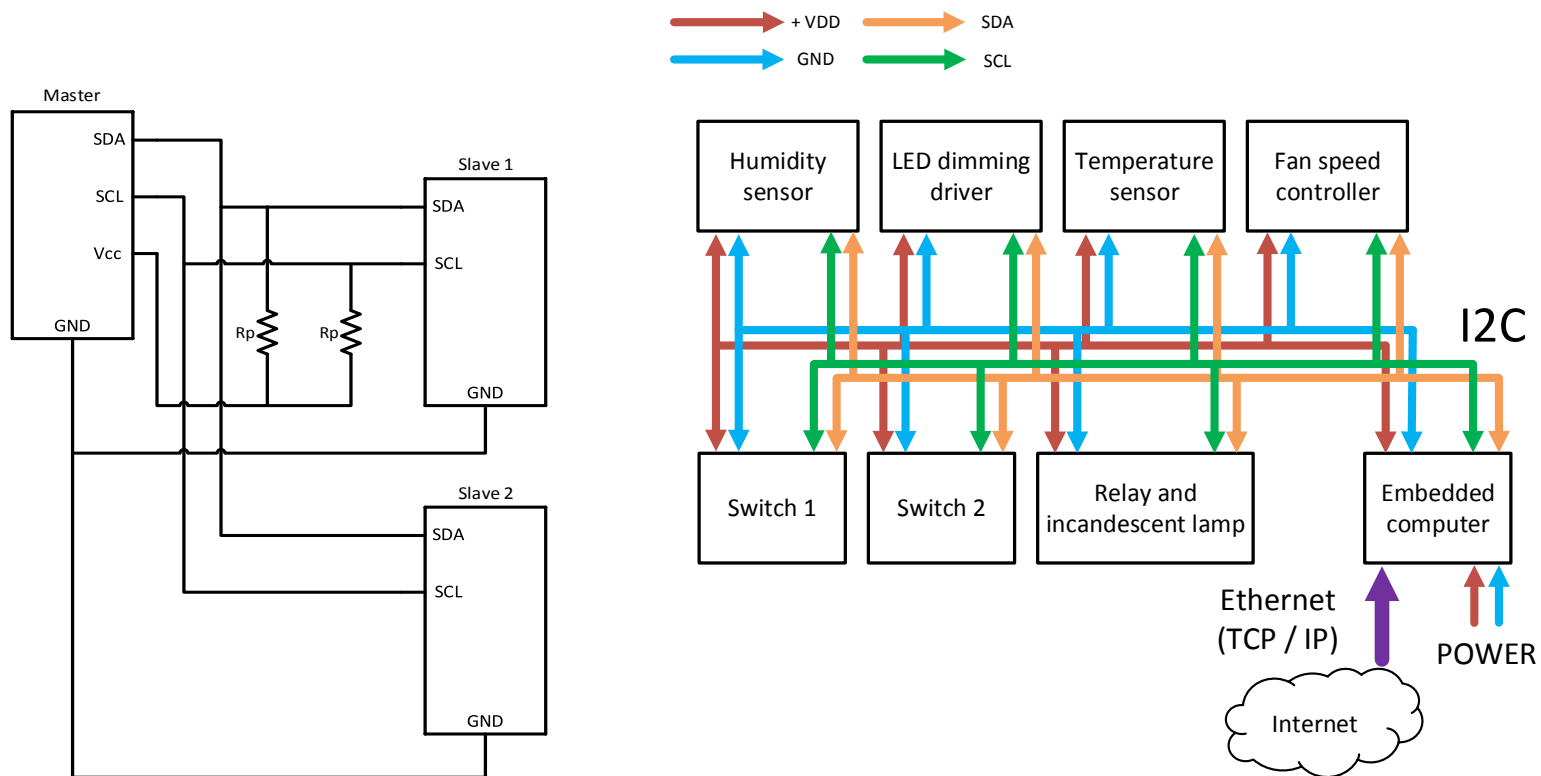 Master
SDA
SCL
Vcc
GND
Rp
Rp
Slave 1
SDA
SCL
GND
Slave 2
SDA
SCL
GND
+ VDD
SDA
GND
SCL
Humidity
sensor
LED dimming
driver
Temperature
sensor
Fan speed
controller
I2C
Switch 1
Switch 2
Relay and
incandescent lamp
Embedded
computer
Ethernet
(TCP / IP)
POWER
Internet